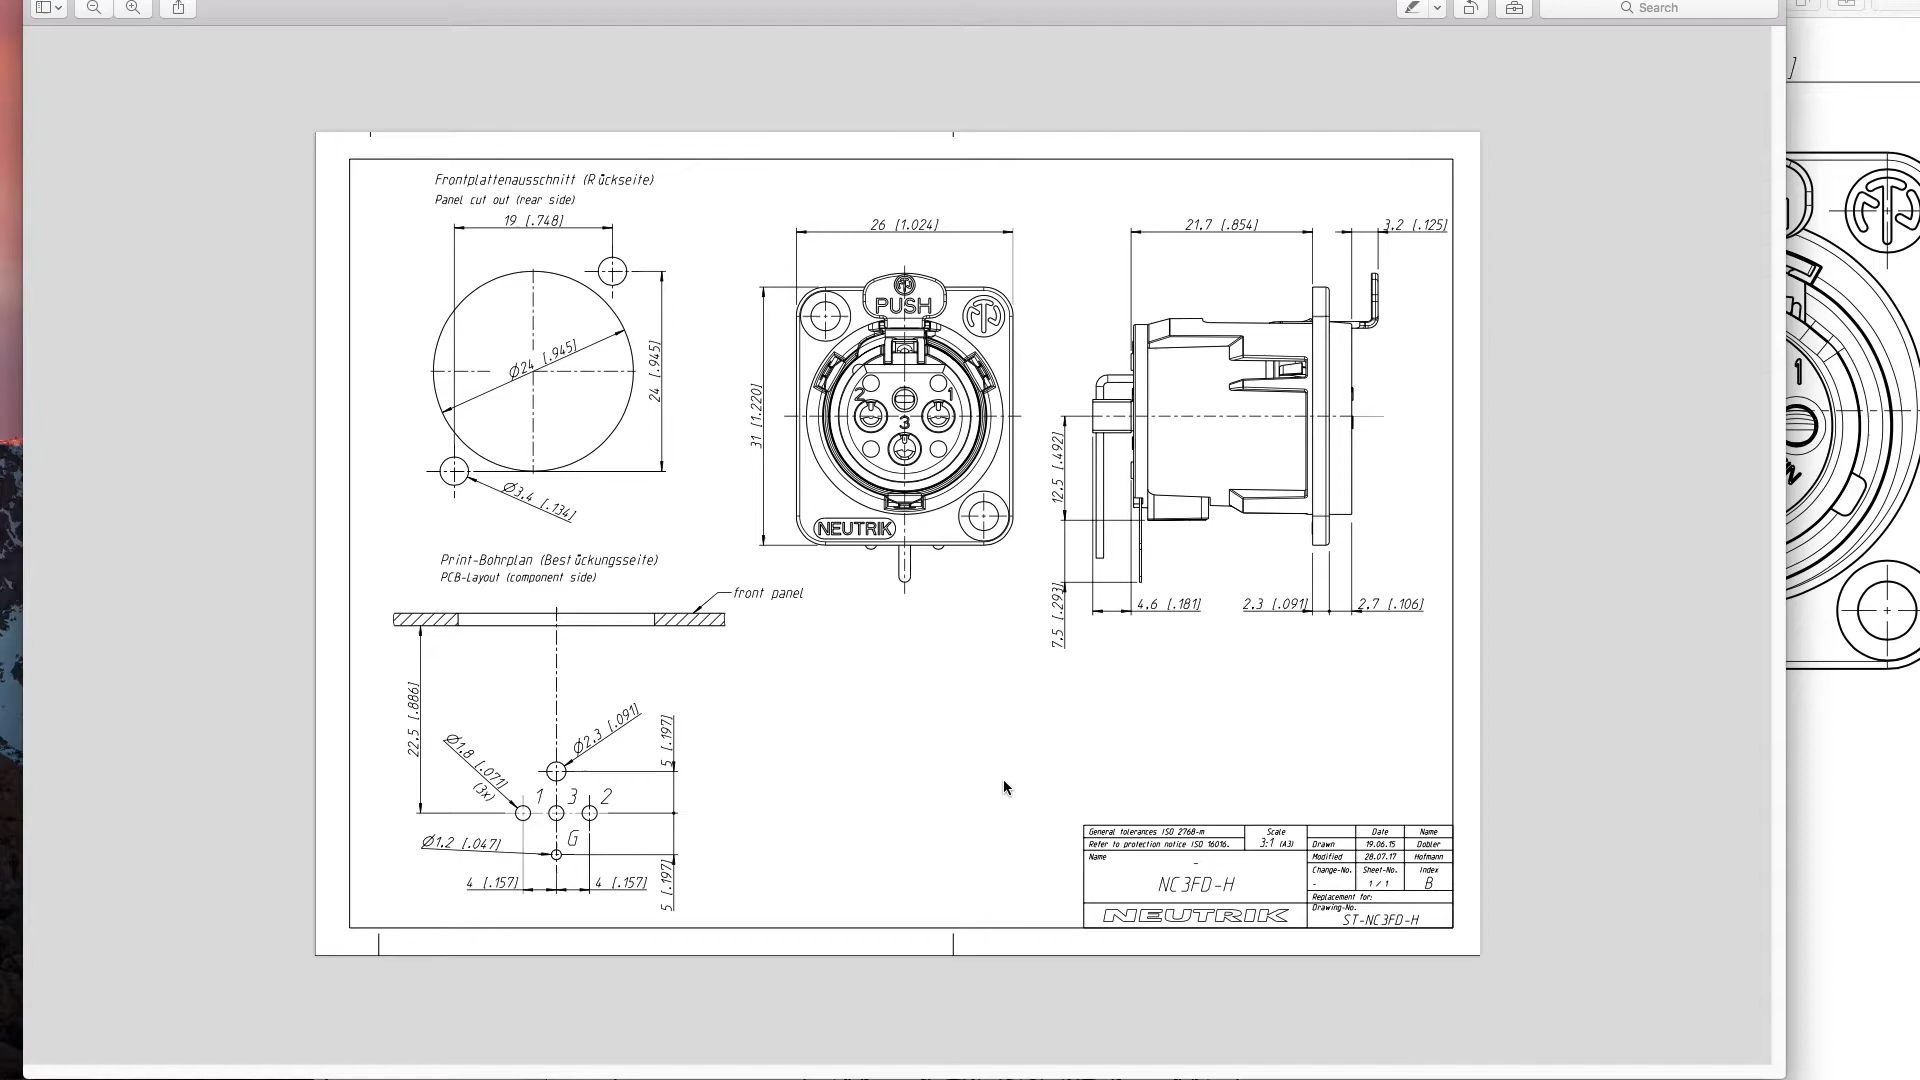 Search
Frontplattenausschnitt (Rückseite)
Panel cut out (rear side)
19 [.748]
Ø24 [.945]
24 [.945]
Ø3.4 [.134]
26 [1.024]
31 [1.220]
PUSH
2
1
3
NEUTRIK
21.7 [.854]
3.2 [.125]
12.5 [.492]
7.5 [.293]
4.6 [.181]
2.3 [.091]
2.7 [.106]
1
Print-Bohrplan (Bestückungsseite)
PCB-Layout (component side)
front panel
22.5 [.886]
Ø1.8 [.071]
(3x)
Ø2.3 [.091]
5 [.197]
1 3 2
G
Ø1.2 [.047]
4 [.157]
4 [.157]
5 [.197]
General tolerances ISO 2768-m
Refer to protection notice ISO 16016.
Scale
3:1 (A3)
Date
Name
Drawn
19.06.15
Dobler
Modified
28.07.17
Hofmann
Name
-
NC3FD-H
Change-No.
Sheet-No.
Index
-
1 / 1
B
Replacement for:
Drawing-No.
ST-NC3FD-H
NEUTRIK